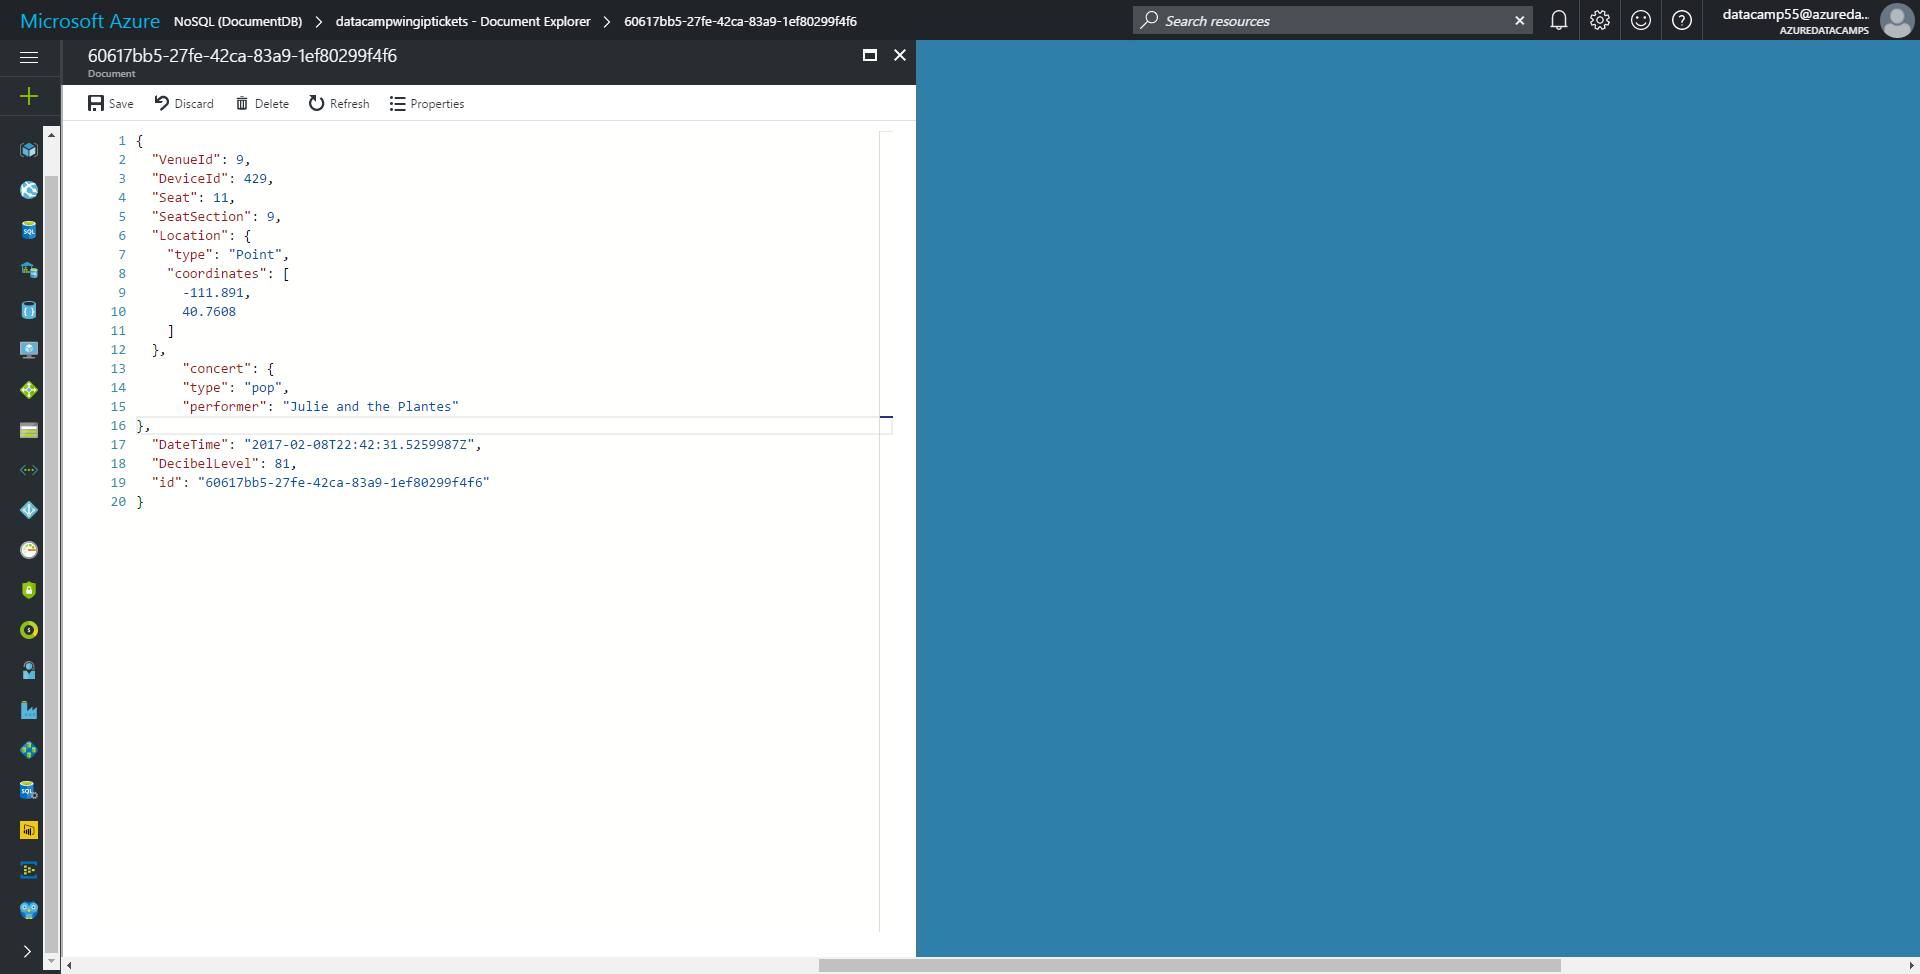 Microsoft Azure NoSQL (DocumentDB) > datacampwingiptickets - Document Explorer > 60617bb5-27fe-42ca-83a9-1ef80299f4f6
Search resources
datacamp55@azureda...
AZUREDATACAMPS
60617bb5-27fe-42ca-83a9-1ef80299f4f6
Document
Save Discard Delete Refresh Properties
1 {
2 "VenueId": 9,
3 "DeviceId": 429,
4 "Seat": 11,
5 "SeatSection": 9,
6 "Location": {
7 "type": "Point",
8 "coordinates": [
9 -111.891,
10 40.7608
11 ]
12 },
13 "concert": {
14 "type": "pop",
15 "performer": "Julie and the Plantes"
16 },
17 "DateTime": "2017-02-08T22:42:31.5259987Z",
18 "DecibelLevel": 81,
19 "id": "60617bb5-27fe-42ca-83a9-1ef80299f4f6"
20 }